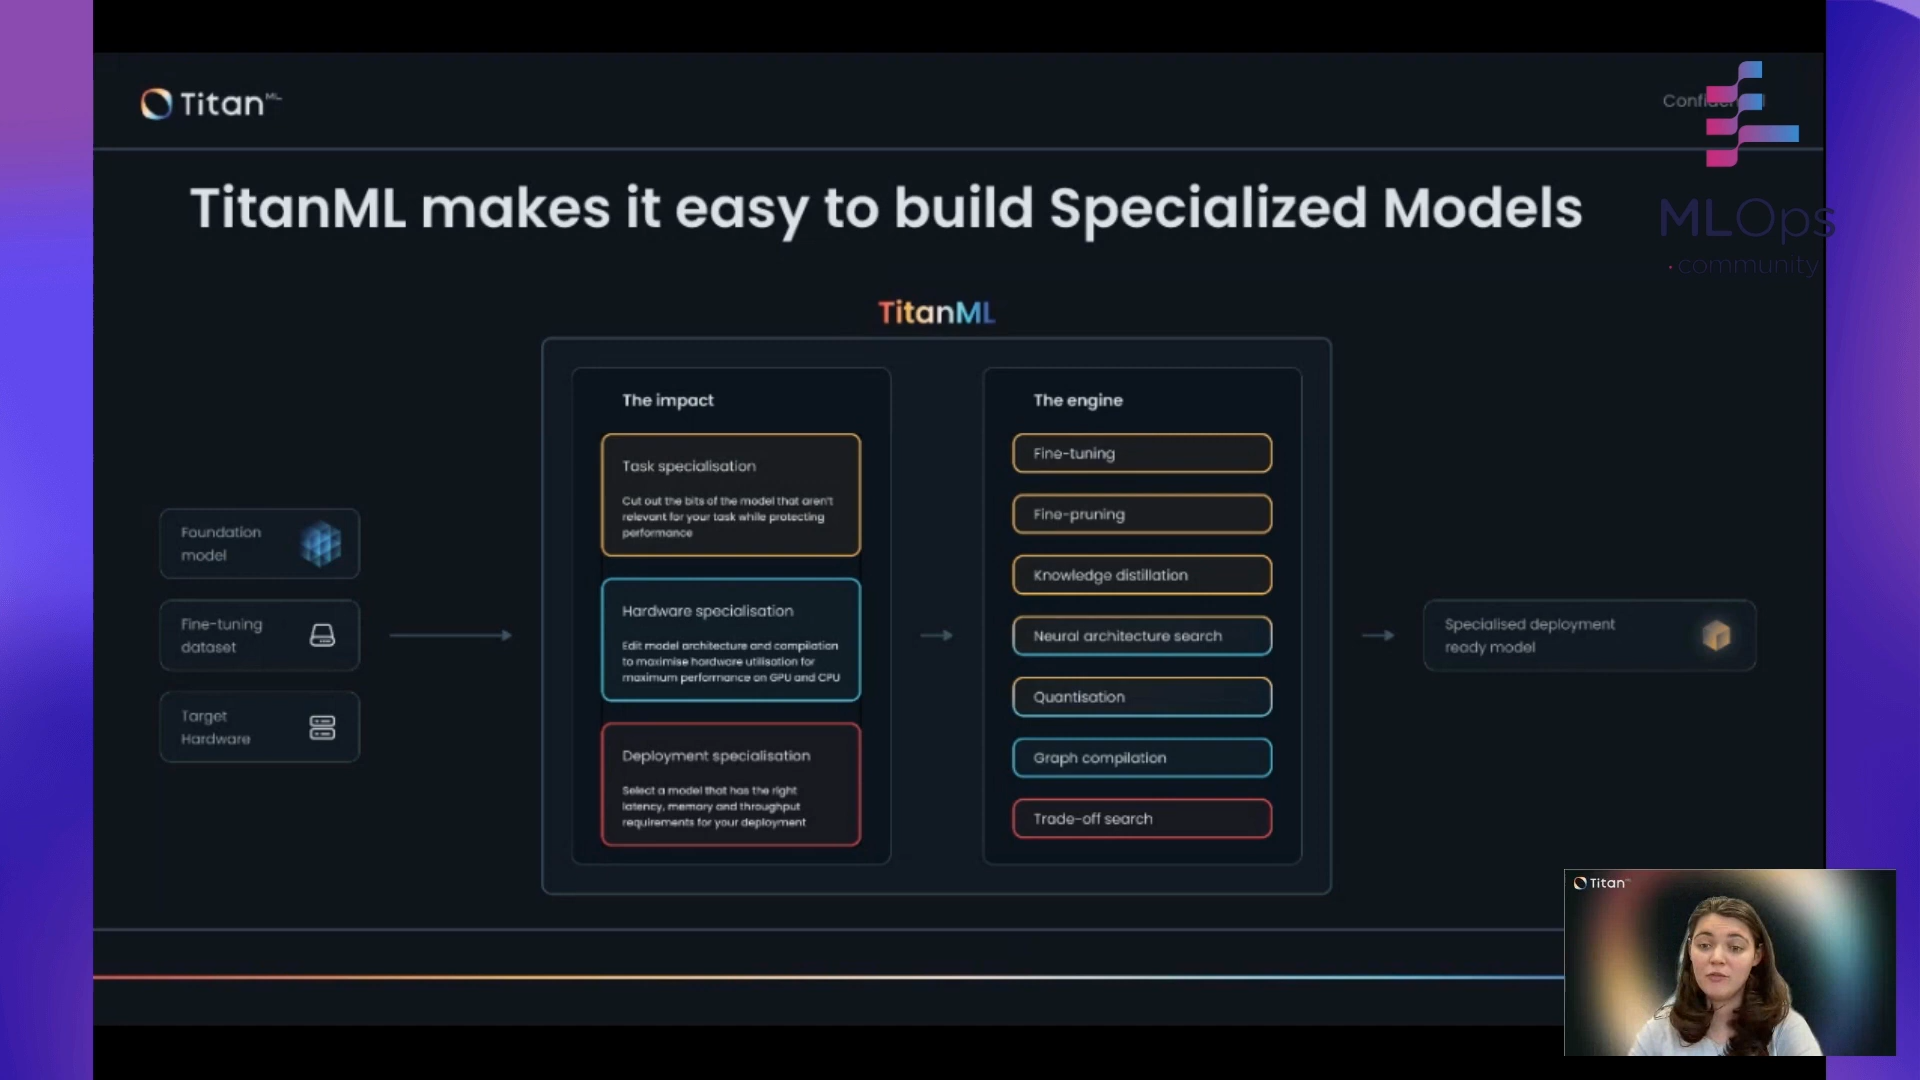 Titan ML
MLOps
community
TitanML makes it easy to build Specialized Models
TitanML
Foundation
model
Fine-tuning
dataset
Target
Hardware
The impact
Task specialisation
Cut out the bits of the model that aren't
relevant for your task while protecting
performance
Hardware specialisation
Edit model architecture and compilation
to maximise hardware utilisation for
maximum performance on GPU and CPU
Deployment specialisation
Select a model that has the right
latency, memory and throughput
requirements for your deployment
The engine
Fine-tuning
Fine-pruning
Knowledge distillation
Neural architecture search
Quantisation
Graph compilation
Trade-off search
Specialised deployment
ready model
Titan ML